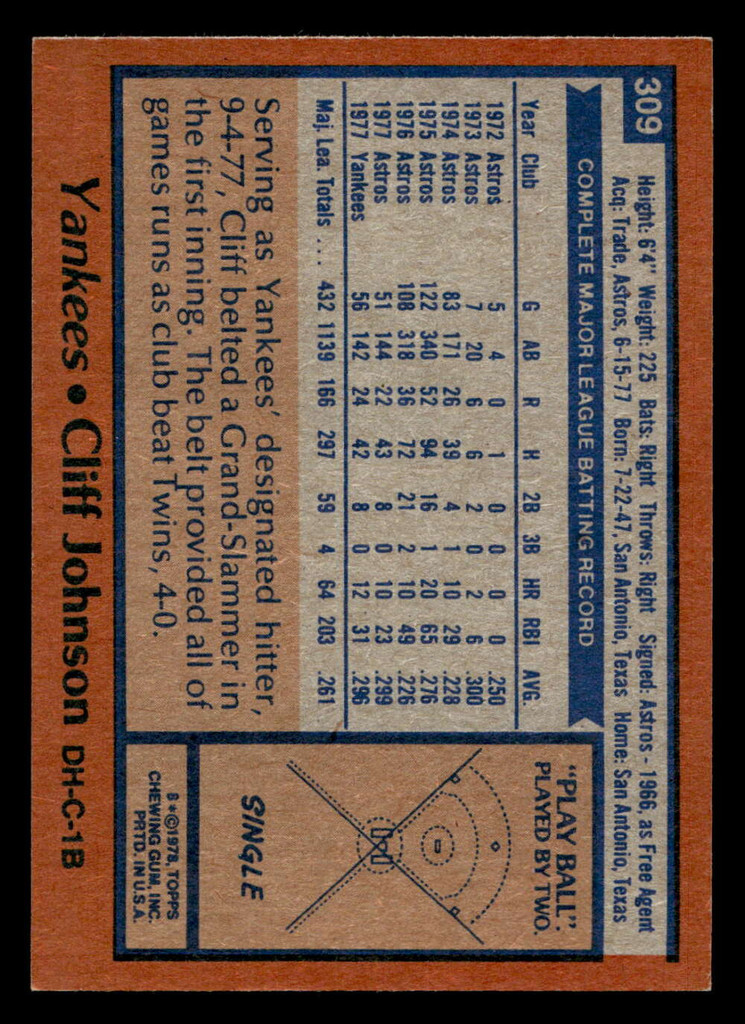 309
Height: 6'4" Weight: 225 Bats: Right Throws: Right Signed: Astros - 1966, as Free Agent
Acq: Trade, Astros, 6-15-77 Born: 7-22-47, San Antonio, Texas Home: San Antonio, Texas
COMPLETE MAJOR LEAGUE BATTING RECORD
Year Club G AB R H 2B 3B HR RBI AVG.
1972 Astros 5 4 0 1 0 0 0 0 .250
1973 Astros 7 20 6 6 2 0 2 6 .300
1974 Astros 83 171 26 39 4 1 10 29 .228
1975 Astros 122 340 52 94 16 1 20 65 .276
1976 Astros 108 318 36 72 21 2 10 49 .226
1977 Astros 51 144 22 43 8 0 10 23 .299
1977 Yankees 56 142 24 42 8 0 12 31 .296
Maj. Lea. Totals ... 432 1139 166 297 59 4 64 203 .261
Serving as Yankees' designated hitter,
9-4-77, Cliff belted a Grand-Slammer in
the first inning. The belt provided all of
games runs as club beat Twins, 4-0.
"PLAY BALL".
PLAYED BY TWO.
SINGLE
B*©1978, TOPPS
CHEWING GUM, INC.
PRTD. IN U.S.A.
Yankees • Cliff Johnson DH-C-1B